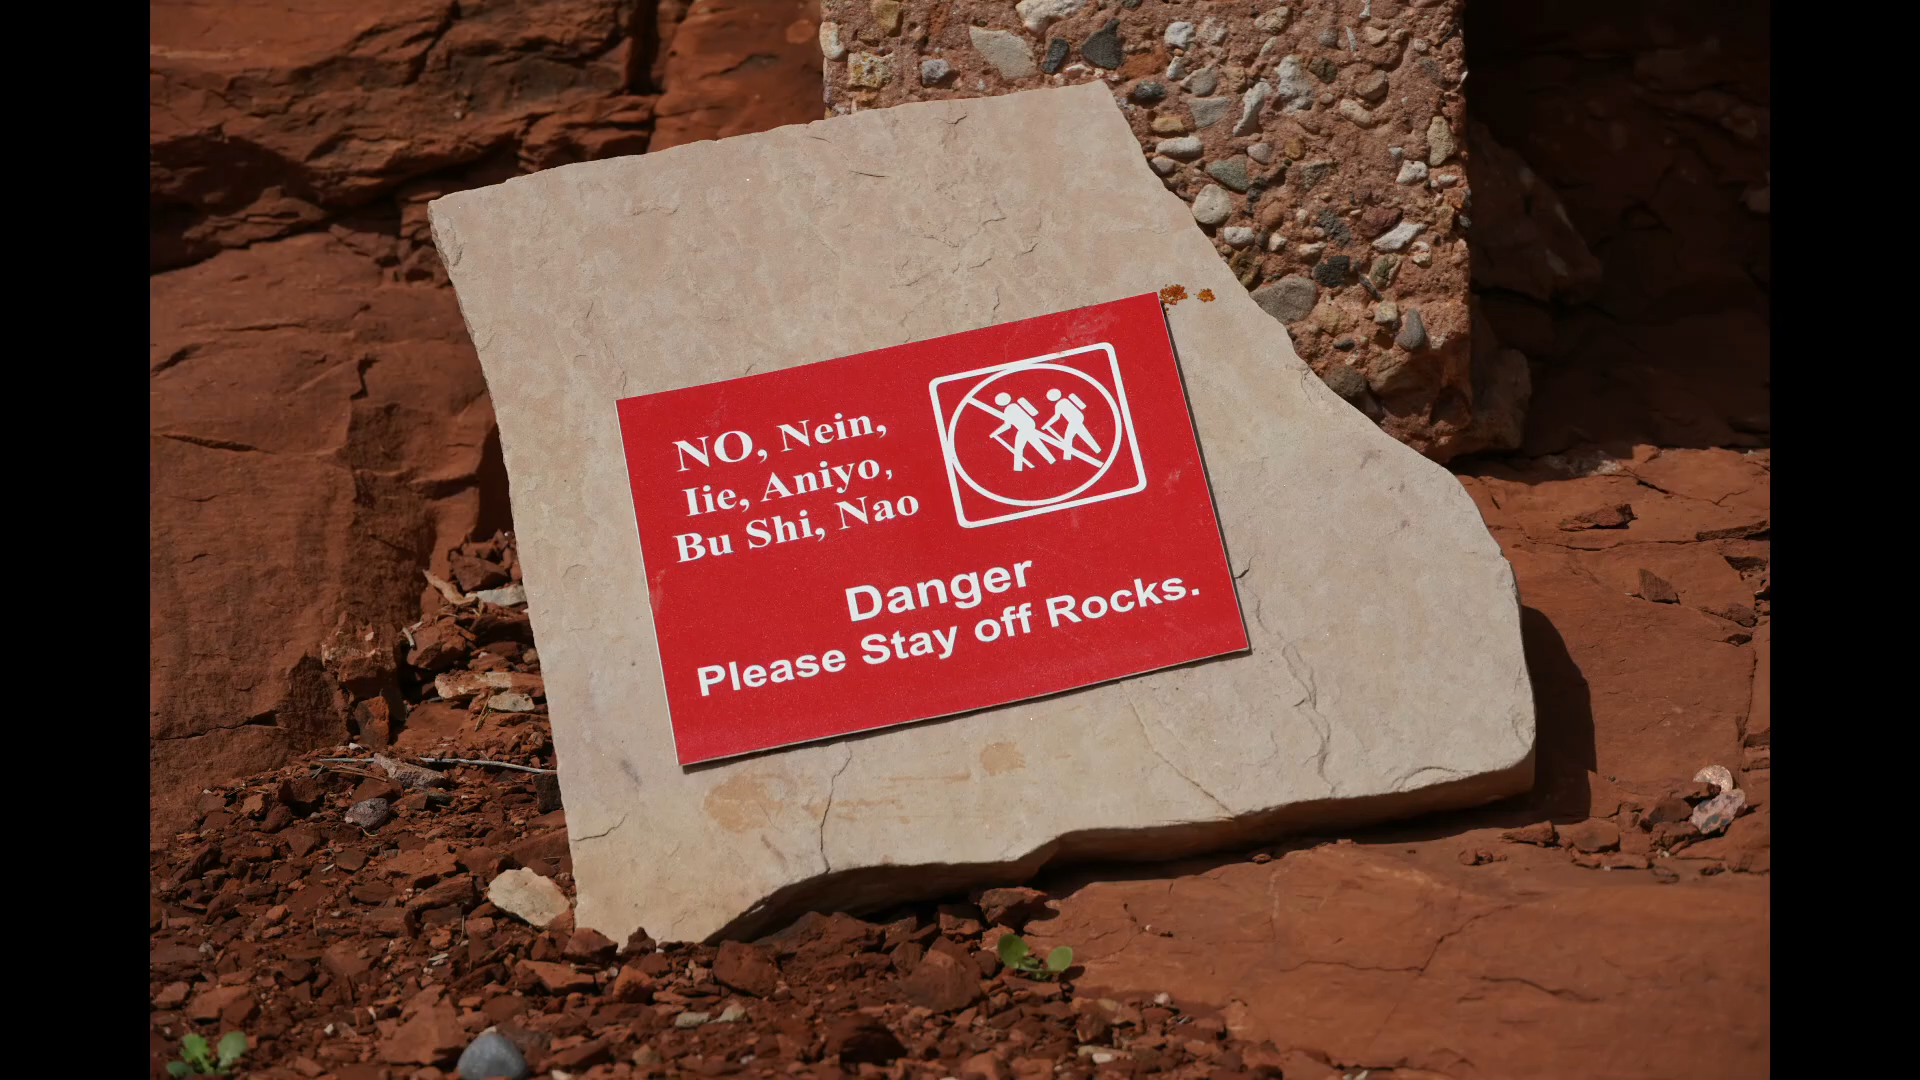 NO, Nein,
Iie, Aniyo,
Bu Shi, Nao
Danger
Please Stay off Rocks.